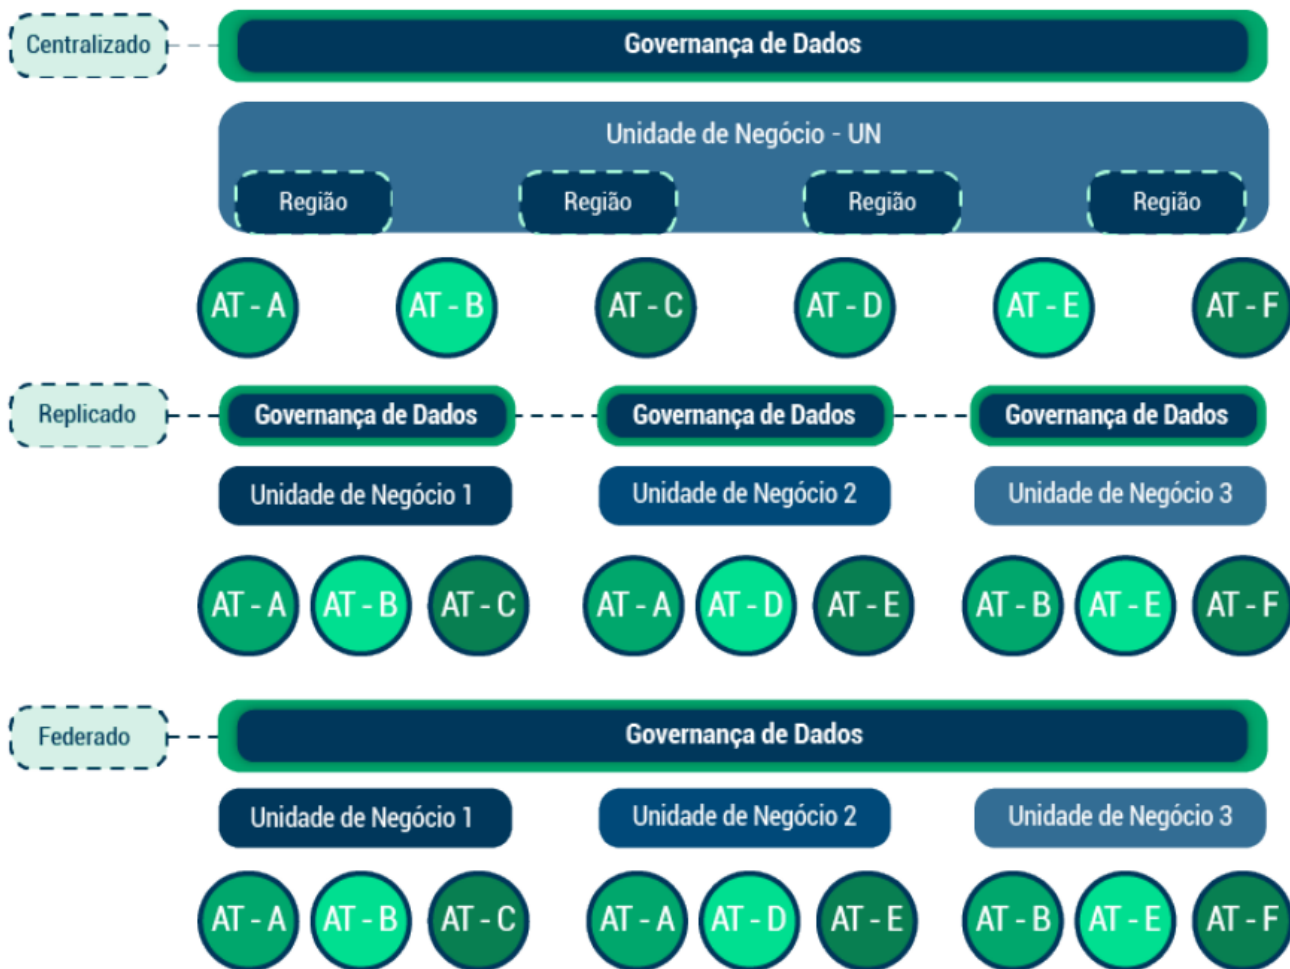 Centralizado
Governança de Dados
Unidade de Negócio - UN
Região
Região
Região
Região
AT - A
AT - B
AT - C
AT - D
AT - E
AT - F
Replicado
Governança de Dados
Governança de Dados
Governança de Dados
Unidade de Negócio 1
Unidade de Negócio 2
Unidade de Negócio 3
AT - A
AT - B
AT - C
AT - A
AT - D
AT - E
AT - B
AT - E
AT - F
Federado
Governança de Dados
Unidade de Negócio 1
Unidade de Negócio 2
Unidade de Negócio 3
AT - A
AT - B
AT - C
AT - A
AT - D
AT - E
AT - B
AT - E
AT - F